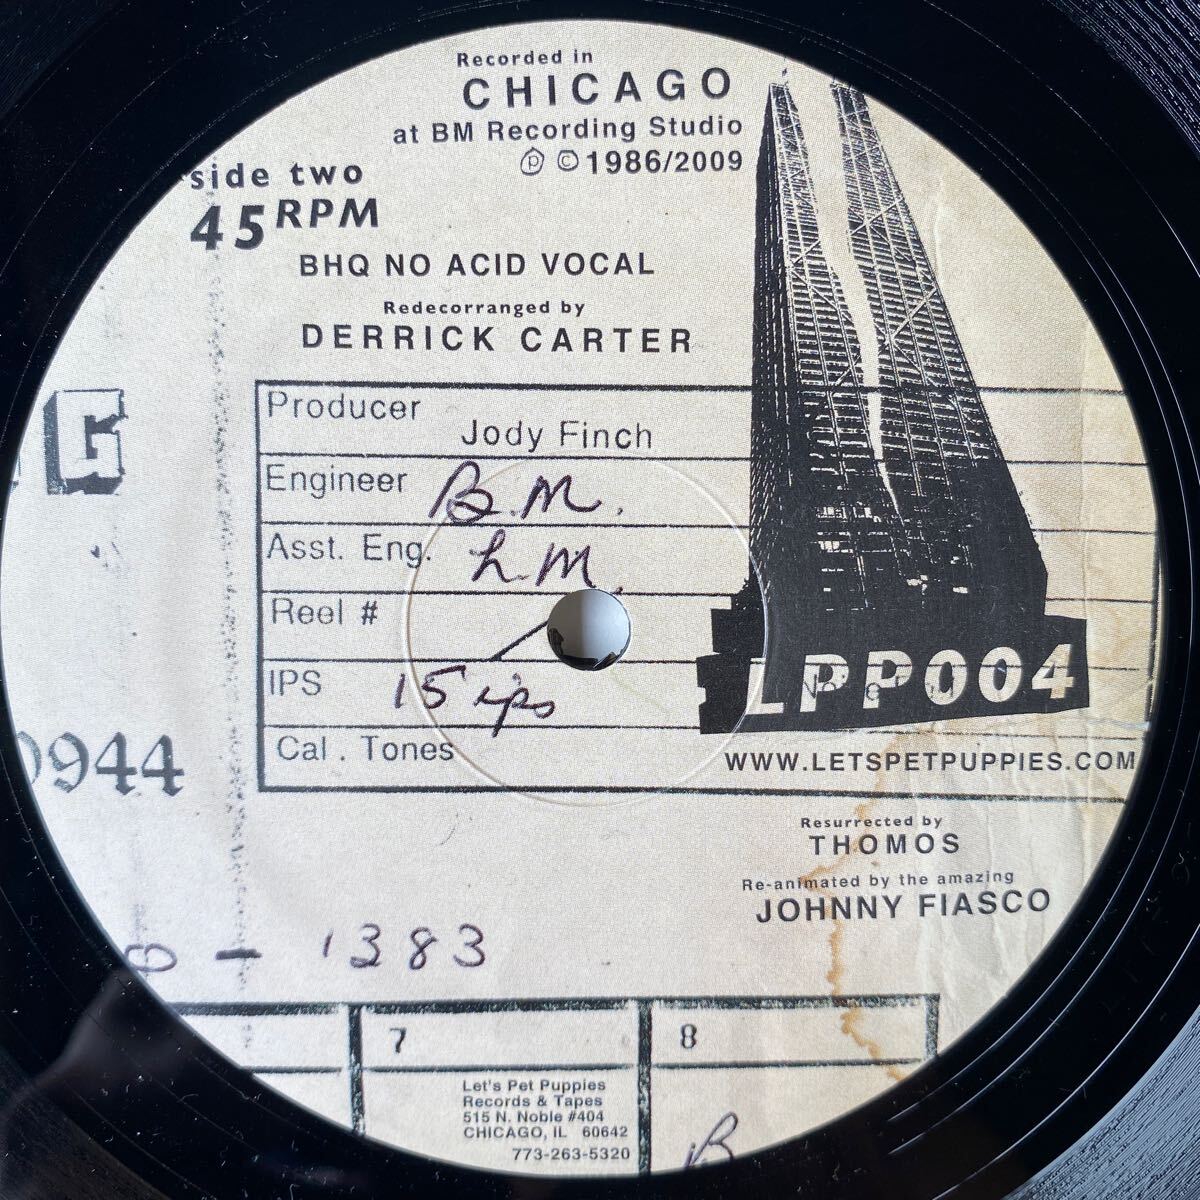 Recorded in
CHICAGO
at BM Recording Studio
℗ © 1986/2009
side two
45 RPM
BHQ NO ACID VOCAL
Redecorranged by
DERRICK CARTER
G
Producer
Jody Finch
Engineer B.M.
Asst. Eng. L.M.
Reel #
IPS 15 ips
Cal. Tones
LPP004
0944
WWW.LETSPETPUPPIES.COM
Resurrected by
THOMOS
Re-animated by the amazing
JOHNNY FIASCO
- 1383
7
8
Let's Pet Puppies
Records & Tapes
515 N. Noble #404
CHICAGO, IL 60642
773-263-5320
B